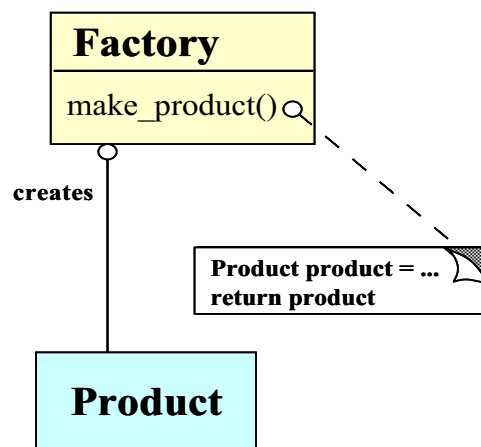 Factory
make_product()
creates
Product product = ...
return product
Product